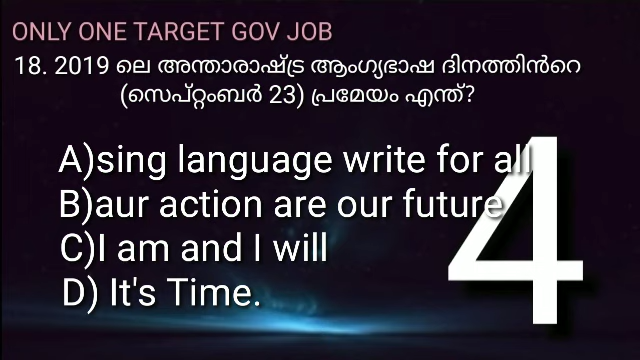 ONLY ONE TARGET GOV JOB
18. 2019 ലെ അന്താരാഷ്ട്ര ആംഗ്യഭാഷ ദിനത്തിൻറെ
(സെപ്റ്റംബർ 23) പ്രമേയം എന്ത്?
A)sing language write for all
B)aur action are our future
C)I am and I will
D) It's Time.
4